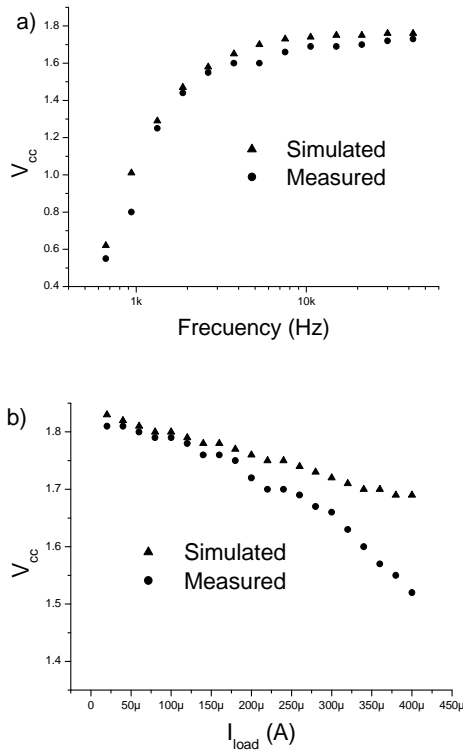 a)
1.8
1.6
1.4
1.2
1.0
0.8
0.6
0.4
Vcc
Simulated
Measured
1k
10k
Frecuency (Hz)
b)
1.8
1.7
1.6
1.5
1.4
Vcc
Simulated
Measured
0 50µ 100µ 150µ 200µ 250µ 300µ 350µ 400µ 450µ
Iload (A)